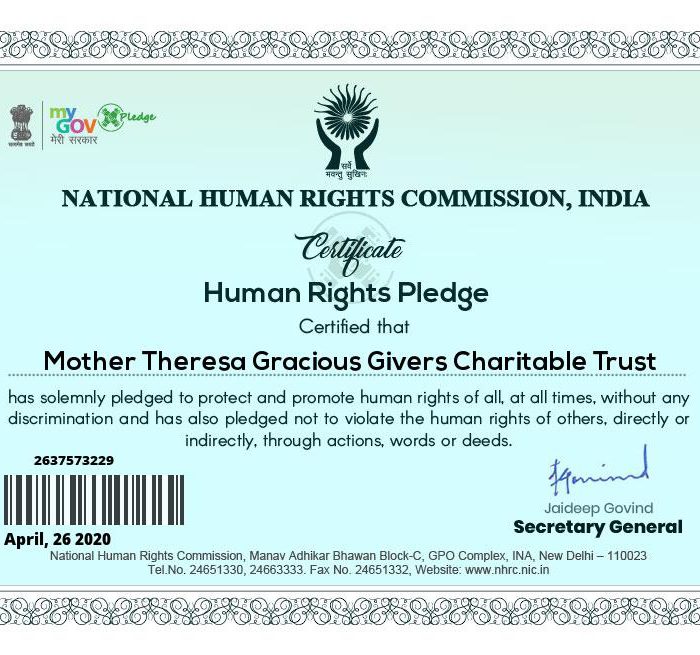 सत्यमेव जयते
my
GOV
मेरी सरकार
Pledge
सर्वे
भवन्तु सुखिनः
NATIONAL HUMAN RIGHTS COMMISSION, INDIA
Certificate
Human Rights Pledge
Certified that
Mother Theresa Gracious Givers Charitable Trust
has solemnly pledged to protect and promote human rights of all, at all times, without any
discrimination and has also pledged not to violate the human rights of others, directly or
indirectly, through actions, words or deeds.
2637573229
April, 26 2020
Jaideep Govind
Secretary General
National Human Rights Commission, Manav Adhikar Bhawan Block-C, GPO Complex, INA, New Delhi – 110023
Tel.No. 24651330, 24663333. Fax No. 24651332, Website: www.nhrc.nic.in